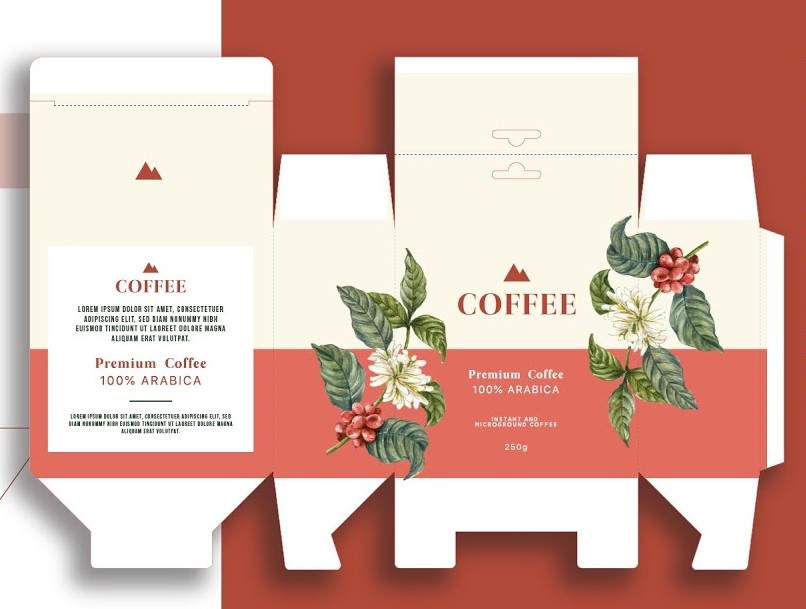 COFFEE
LOREM IPSUM DOLOR SIT AMET, CONSECTETUER
ADIPISCING ELIT, SED DIAM NONUMMY NIBH
EUISMOD TINCIDUNT UT LAOREET DOLORE MAGNA
ALIQUAM ERAT VOLUTPAT.
Premium Coffee
100% ARABICA
LOREM IPSUM DOLOR SIT AMET, CONSECTETUER ADIPISCING ELIT, SED
DIAM NONUMMY NIBH EUISMOD TINCIDUNT UT LAOREET DOLORE MAGNA
ALIQUAM ERAT VOLUTPAT.
COFFEE
Premium Coffee
100% ARABICA
INSTANT AND
MICROGROUND COFFEE
250g